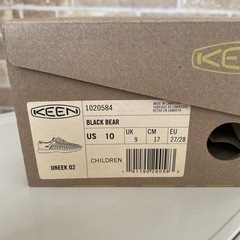 KEEN
KEEN
1020584
BLACK BEAR
US 10
UK 9
CM 17
EU 27/28
UNEEK O2
CHILDREN